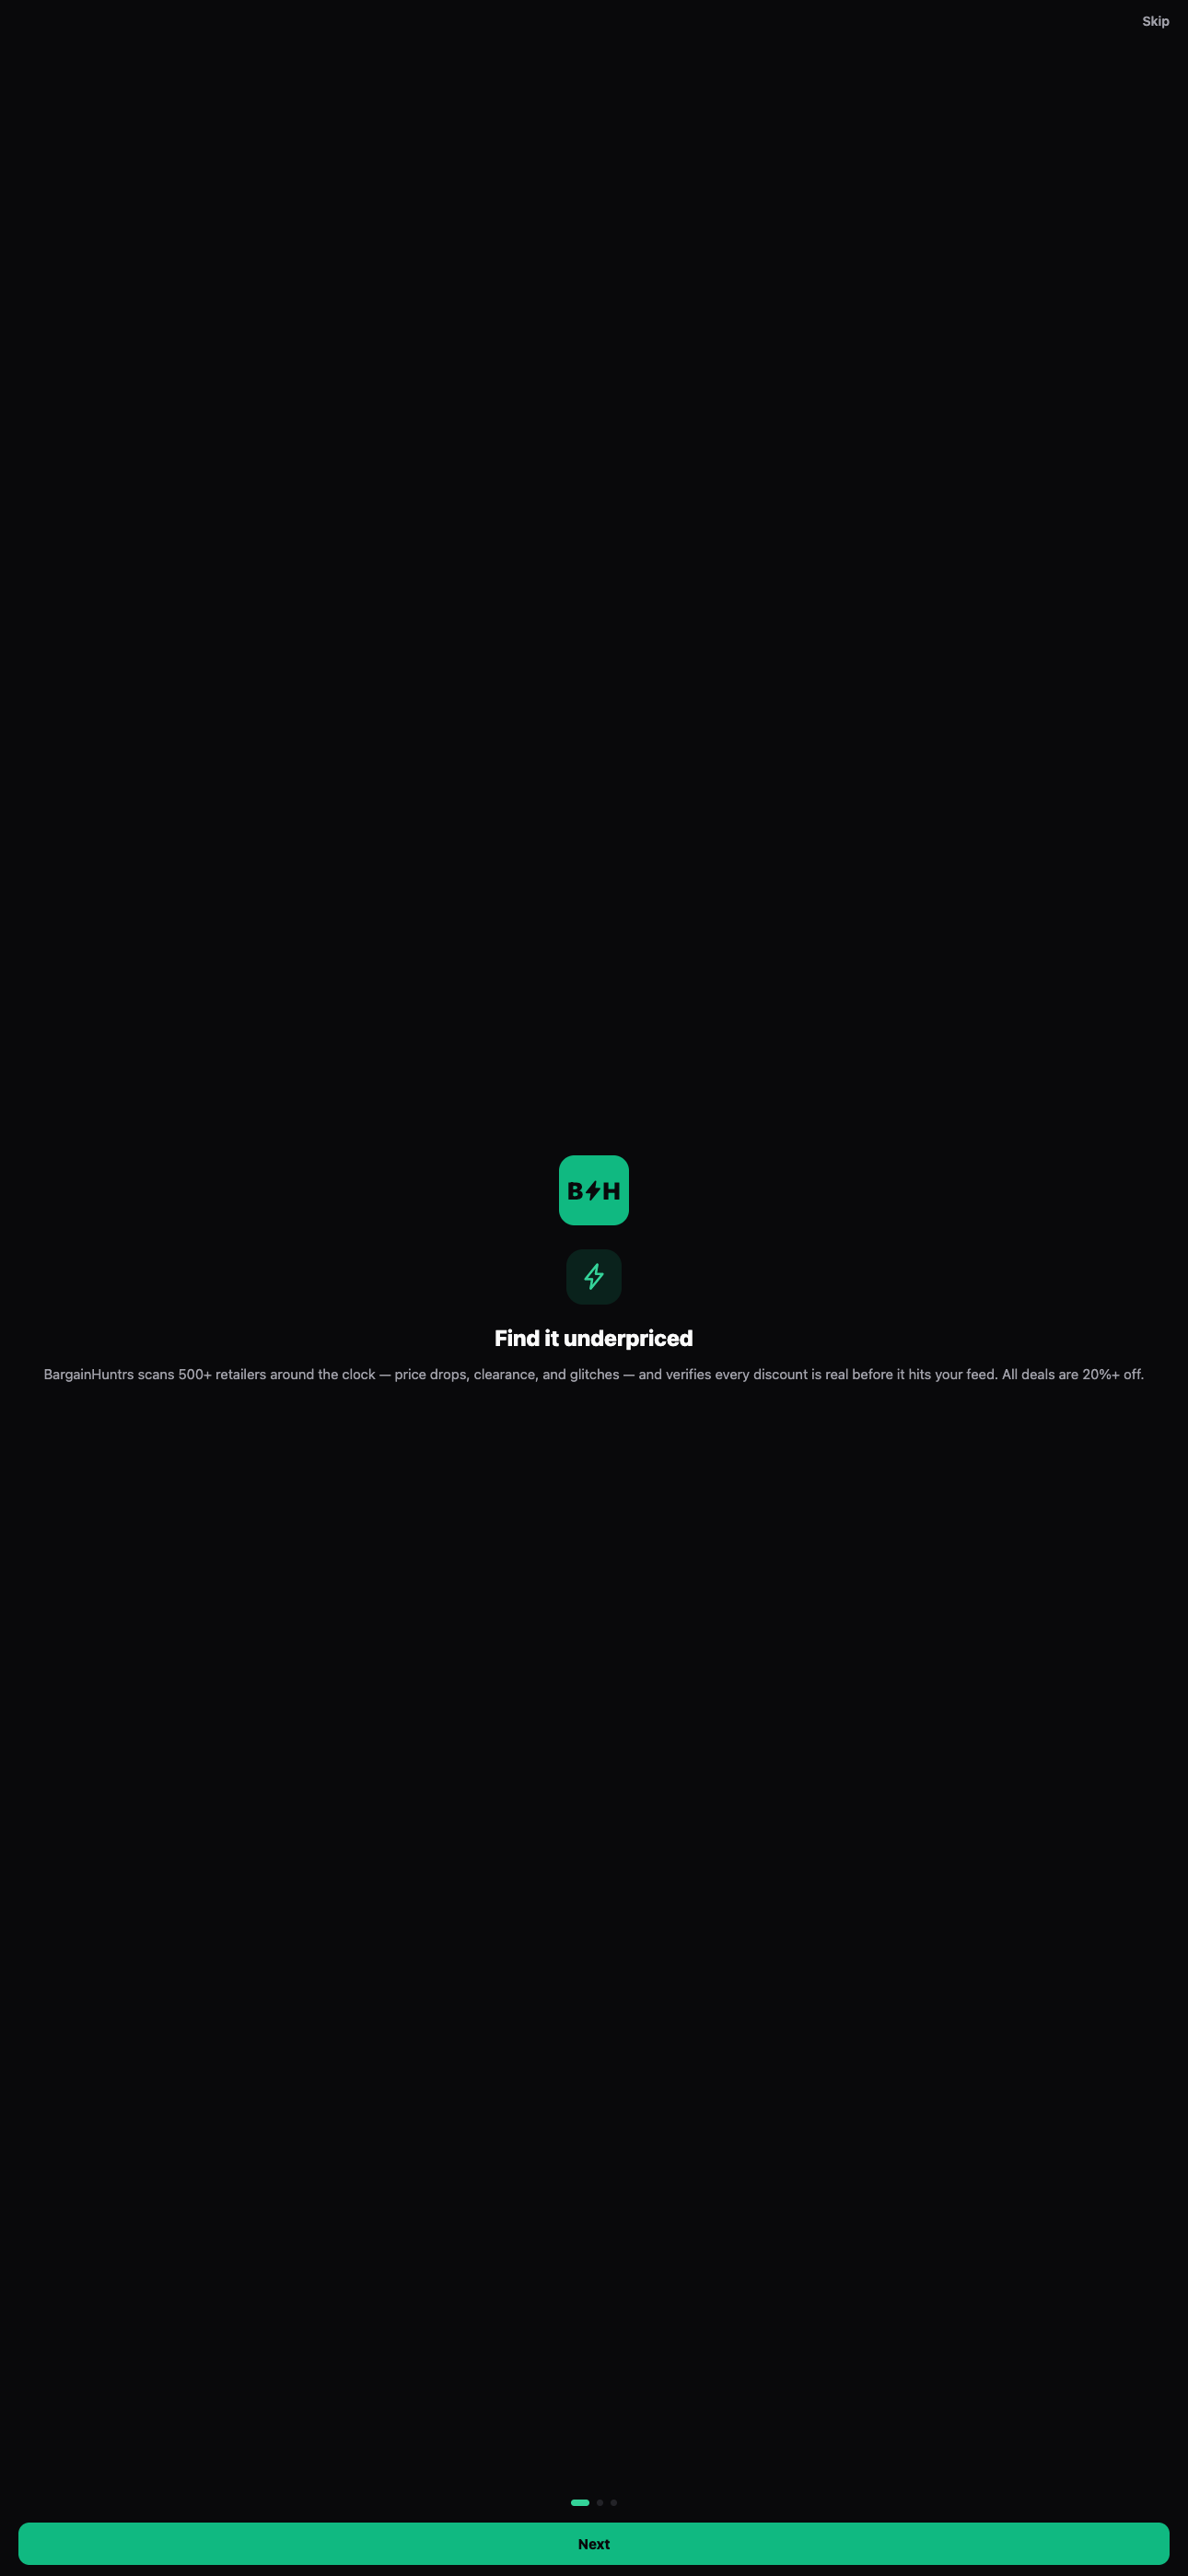 Skip
B⚡H
Find it underpriced
BargainHuntrs scans 500+ retailers around the clock — price drops, clearance, and glitches — and verifies every discount is real before it hits your feed. All deals are 20%+ off.
Next